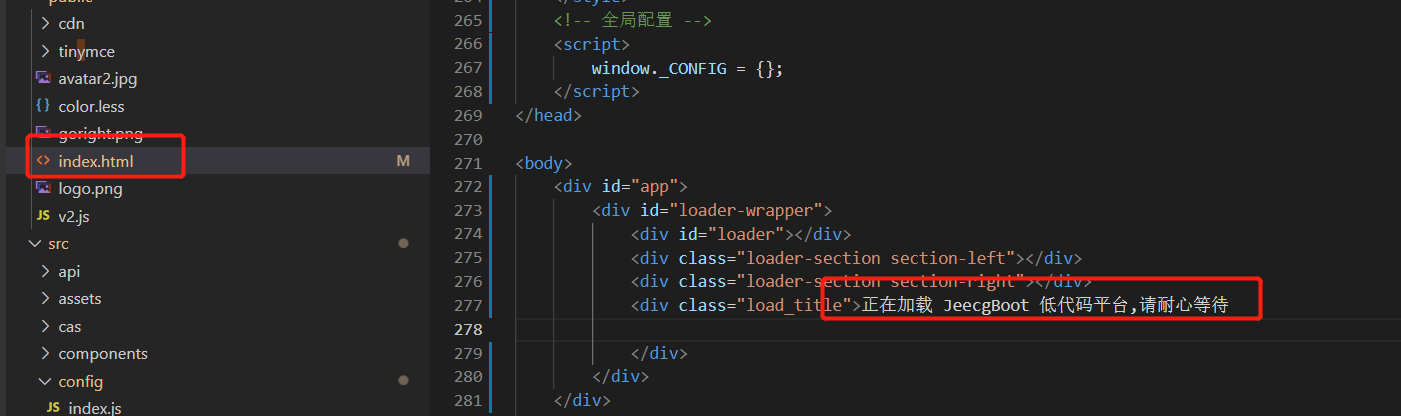 public
cdn
tinymce
avatar2.jpg
{} color.less
goright.png
<> index.html M
logo.png
JS v2.js
src
api
assets
cas
components
config
JS index.js
264 </style>
265 <!-- 全局配置 -->
266 <script>
267 window._CONFIG = {};
268 </script>
269 </head>
270
271 <body>
272 <div id="app">
273 <div id="loader-wrapper">
274 <div id="loader"></div>
275 <div class="loader-section section-left"></div>
276 <div class="loader-section section-right"></div>
277 <div class="load_title">正在加载 JeecgBoot 低代码平台,请耐心等待
278
279 </div>
280 </div>
281 </div>